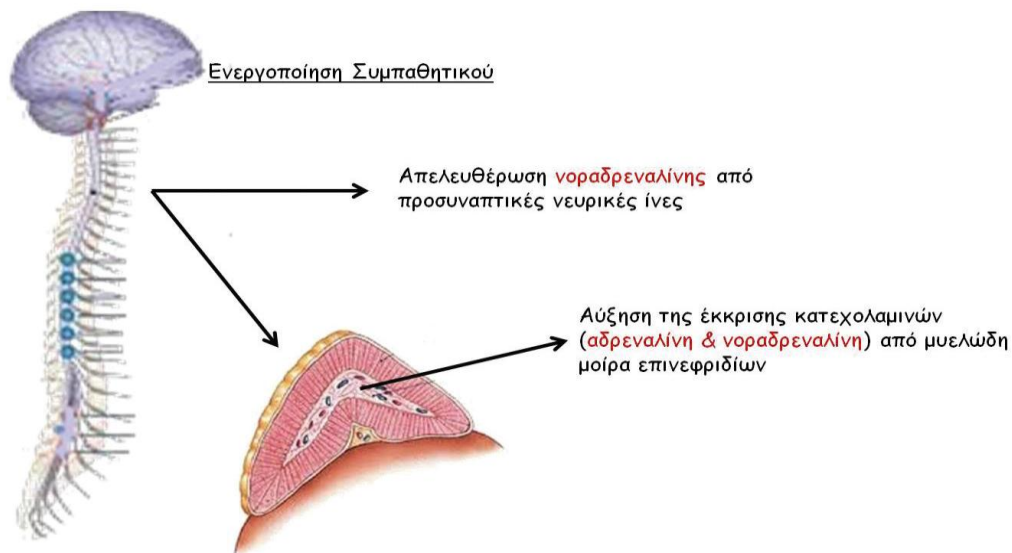 Ενεργοποίηση Συμπαθητικού
Απελευθέρωση νοραδρεναλίνης από
προσυναπτικές νευρικές ίνες
Αύξηση της έκκρισης κατεχολαμινών
(αδρεναλίνη & νοραδρεναλίνη) από μυελώδη
μοίρα επινεφριδίων